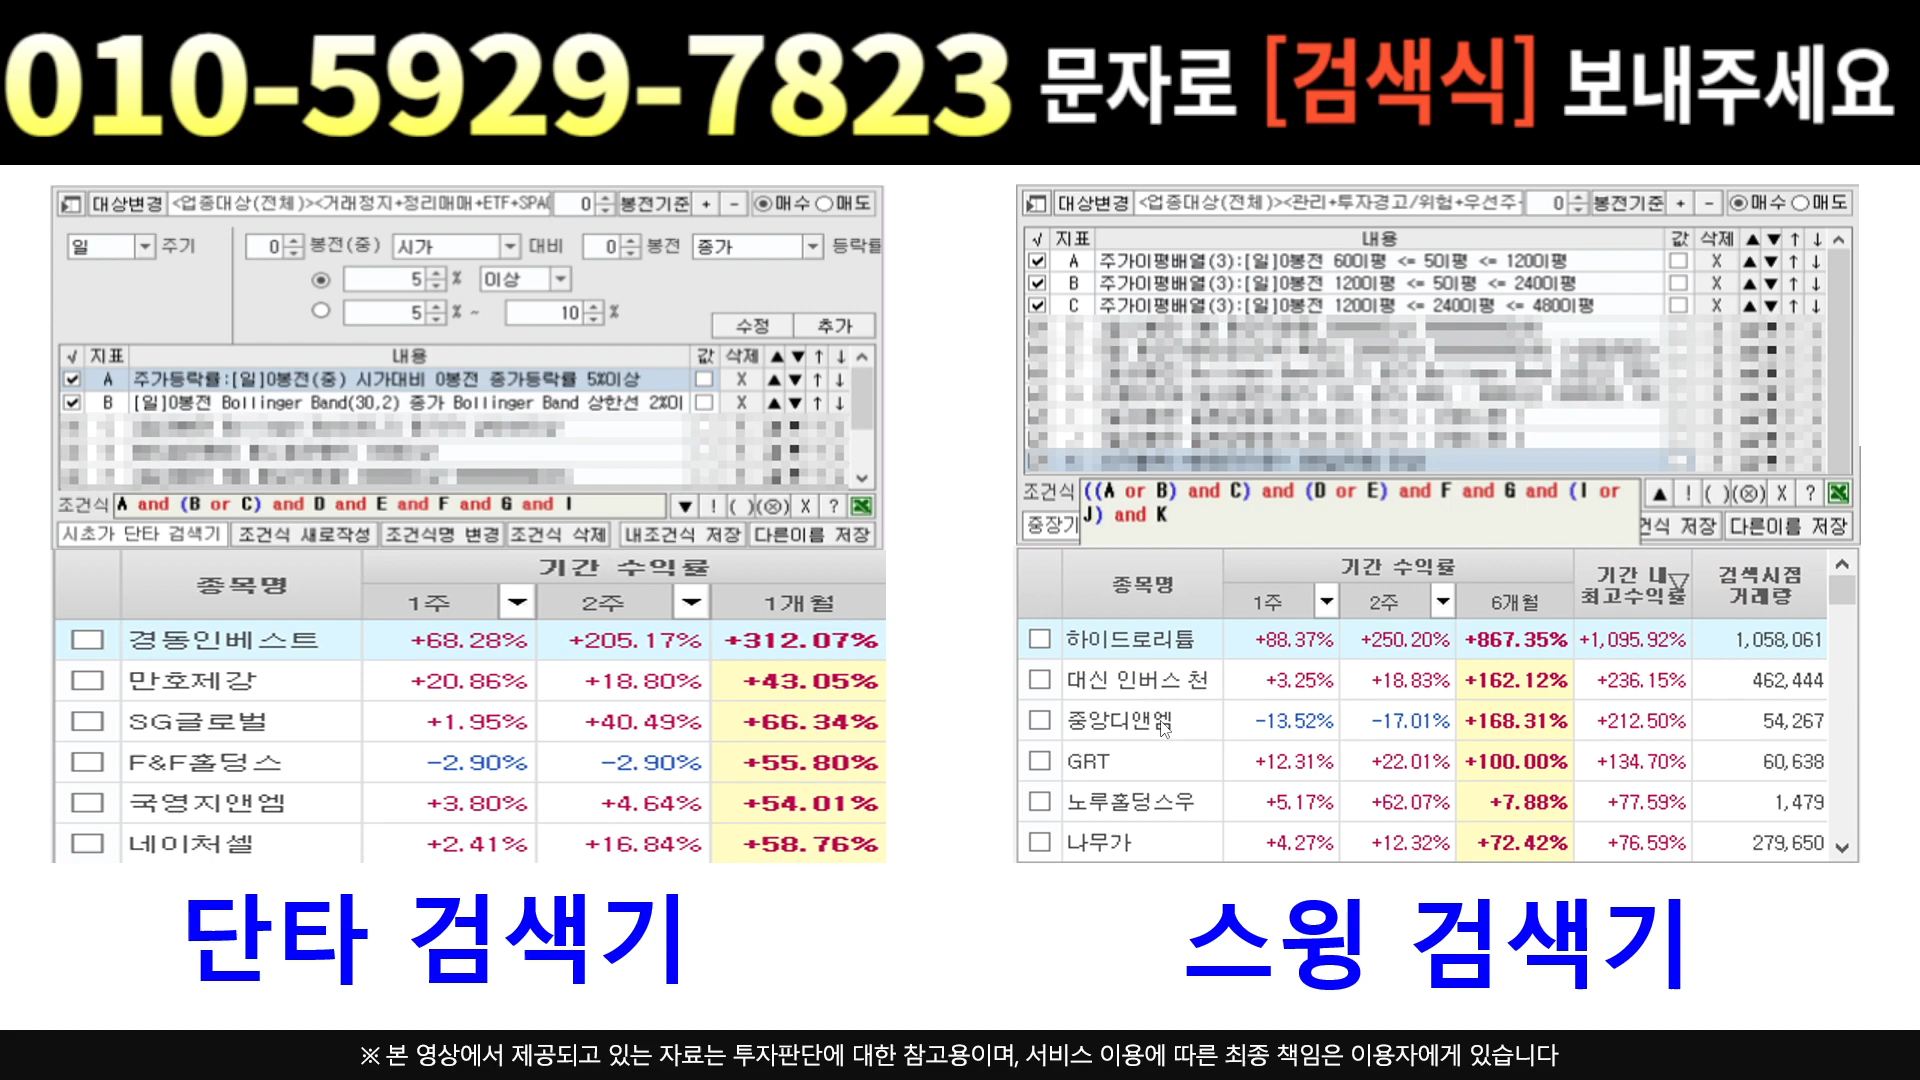 010-5929-7823 문자로 [검색식] 보내주세요
대상변경 <업종대상(전체)><거래정지+정리매매+ETF+SPA 0 봉전기준 + - 매수 매도
일 주기 0 봉전(중) 시가 대비 0 봉전 종가 등락률
5 % 이상
5 % ~ 10 %
수정 추가
√ 지표 내용 값 삭제 ▲ ▼ ↑ ↓
A 주가등락률:[일]0봉전(중) 시가대비 0봉전 종가등락률 5%이상 X ▲ ▼ ↑ ↓
B [일]0봉전 Bollinger Band(30,2) 종가 Bollinger Band 상한선 2%이 X ▲ ▼ ↑ ↓
조건식 A and (B or C) and D and E and F and G and I ▼ ! ( )(⊗) X ?
시초가 단타 검색기 조건식 새로작성 조건식명 변경 조건식 삭제 내조건식 저장 다른이름 저장
종목명 기간 수익률
1주 2주 1개월
경동인베스트 +68.28% +205.17% +312.07%
만호제강 +20.86% +18.80% +43.05%
SG글로벌 +1.95% +40.49% +66.34%
F&F홀딩스 -2.90% -2.90% +55.80%
국영지앤엠 +3.80% +4.64% +54.01%
네이처셀 +2.41% +16.84% +58.76%
단타 검색기
대상변경 <업종대상(전체)><관리+투자경고/위험+우선주+ 0 봉전기준 + - 매수 매도
√ 지표 내용 값 삭제 ▲ ▼ ↑ ↓
A 주가이평배열(3):[일]0봉전 60이평 <= 5이평 <= 120이평 X ▲ ▼ ↑ ↓
B 주가이평배열(3):[일]0봉전 120이평 <= 5이평 <= 240이평 X ▲ ▼ ↑ ↓
C 주가이평배열(3):[일]0봉전 120이평 <= 240이평 <= 480이평 X ▲ ▼ ↑ ↓
조건식 ((A or B) and C) and (D or E) and F and G and (I or ▲ ! ( )(⊗) X ?
J) and K
중장기 건식 저장 다른이름 저장
종목명 기간 수익률 기간 내 최고수익률 검색시점 거래량
1주 2주 6개월
하이드로리튬 +88.37% +250.20% +867.35% +1,095.92% 1,058,061
대신 인버스 천 +3.25% +18.83% +162.12% +236.15% 462,444
중앙디앤엠 -13.52% -17.01% +168.31% +212.50% 54,267
GRT +12.31% +22.01% +100.00% +134.70% 60,638
노루홀딩스우 +5.17% +62.07% +7.88% +77.59% 1,479
나무가 +4.27% +12.32% +72.42% +76.59% 279,650
스윙 검색기
※ 본 영상에서 제공되고 있는 자료는 투자판단에 대한 참고용이며, 서비스 이용에 따른 최종 책임은 이용자에게 있습니다